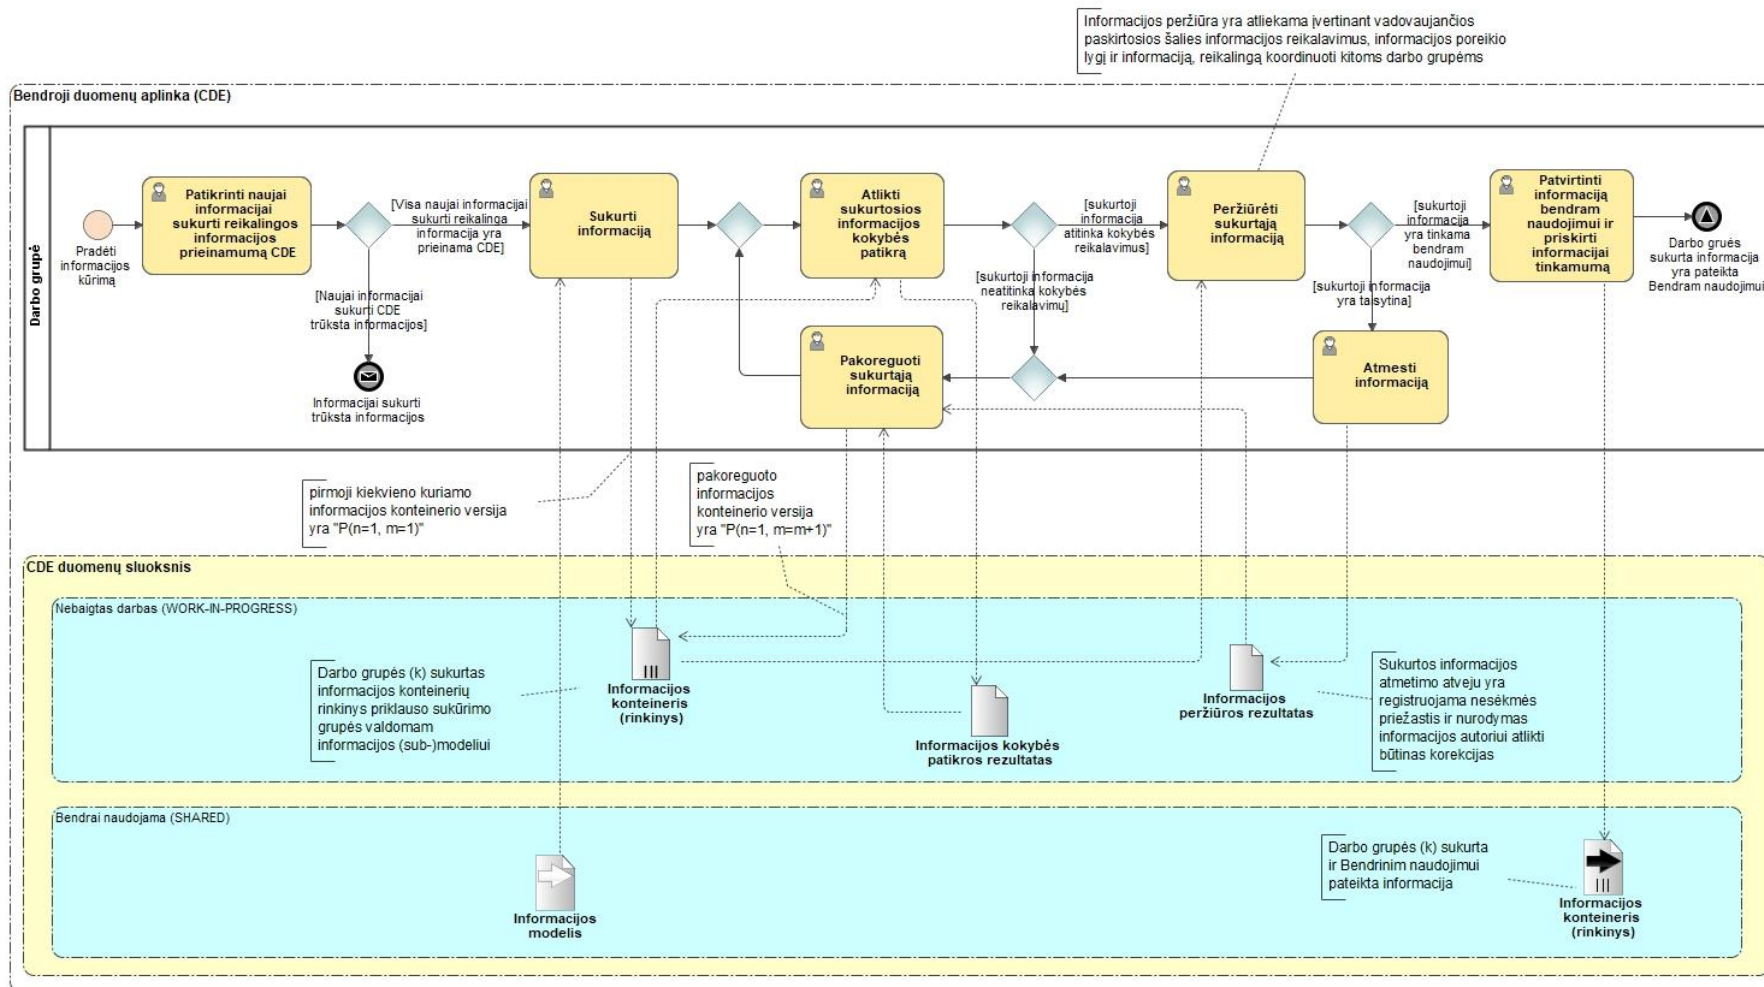 Informacijos peržiūra yra atliekama įvertinant vadovaujančios
paskirtosios šalies informacijos reikalavimus, informacijos poreikio
lygį ir informaciją, reikalingą koordinuoti kitoms darbo grupėms
Bendroji duomenų aplinka (CDE)
Darbo grupė
Pradėti
informacijos
kūrimą
Patikrinti naujai
informacijai
sukurti reikalingos
informacijos
prieinamumą CDE
[Visa naujai informacijai
sukurti reikalinga
informacija yra
prieinama CDE]
[Naujai informacijai
sukurti CDE
trūksta informacijos]
Informacijai sukurti
trūksta informacijos
Sukurti
informaciją
Atlikti
sukurtosios
informacijos
kokybės
patikrą
[sukurtoji
informacija
atitinka kokybės
reikalavimus]
[sukurtoji informacija
neatitinka kokybės
reikalavimų]
Peržiūrėti
sukurtąją
informaciją
[sukurtoji
informacija
yra tinkama
bendram
naudojimui]
[sukurtoji informacija
yra taisytina]
Patvirtinti
informaciją
bendram
naudojimui ir
priskirti
informacijai
tinkamumą
Darbo gruės
sukurta informacija
yra pateikta
Bendram naudojimui
Pakoreguoti
sukurtąją
informaciją
Atmesti
informaciją
pirmoji kiekvieno kuriamo
informacijos konteinerio versija
yra "P(n=1, m=1)"
pakoreguoto
informacijos
konteinerio versija
yra "P(n=1, m=m+1)"
CDE duomenų sluoksnis
Nebaigtas darbas (WORK-IN-PROGRESS)
Darbo grupės (k) sukurtas
informacijos konteinerių
rinkinys priklauso sukūrimo
grupės valdomam
informacijos (sub-)modeliui
Informacijos
konteineris
(rinkinys)
Informacijos kokybės
patikros rezultatas
Informacijos
peržiūros rezultatas
Sukurtos informacijos
atmetimo atveju yra
registruojama nesėkmės
priežastis ir nurodymas
informacijos autoriui atlikti
būtinas korekcijas
Bendrai naudojama (SHARED)
Informacijos
modelis
Darbo grupės (k) sukurta
ir Bendrinim naudojimui
pateikta informacija
Informacijos
konteineris
(rinkinys)